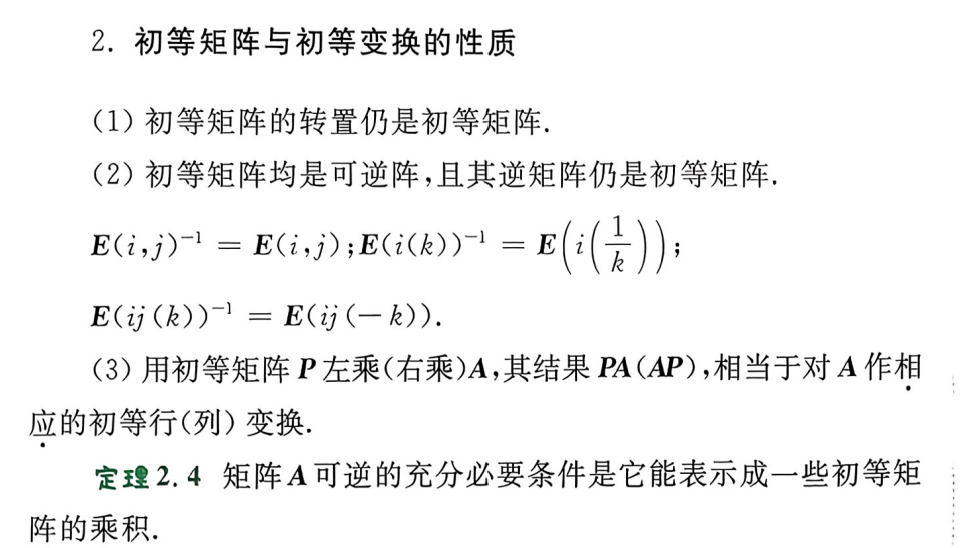 2. 初等矩阵与初等变换的性质
(1) 初等矩阵的转置仍是初等矩阵.
(2) 初等矩阵均是可逆阵,且其逆矩阵仍是初等矩阵.
E(i,j)⁻¹ = E(i,j);E(i(k))⁻¹ = E(i(1/k));
E(ij(k))⁻¹ = E(ij(−k)).
(3) 用初等矩阵 P 左乘(右乘)A,其结果 PA(AP),相当于对 A 作相
应的初等行(列) 变换.
定理2.4 矩阵 A 可逆的充分必要条件是它能表示成一些初等矩
阵的乘积.